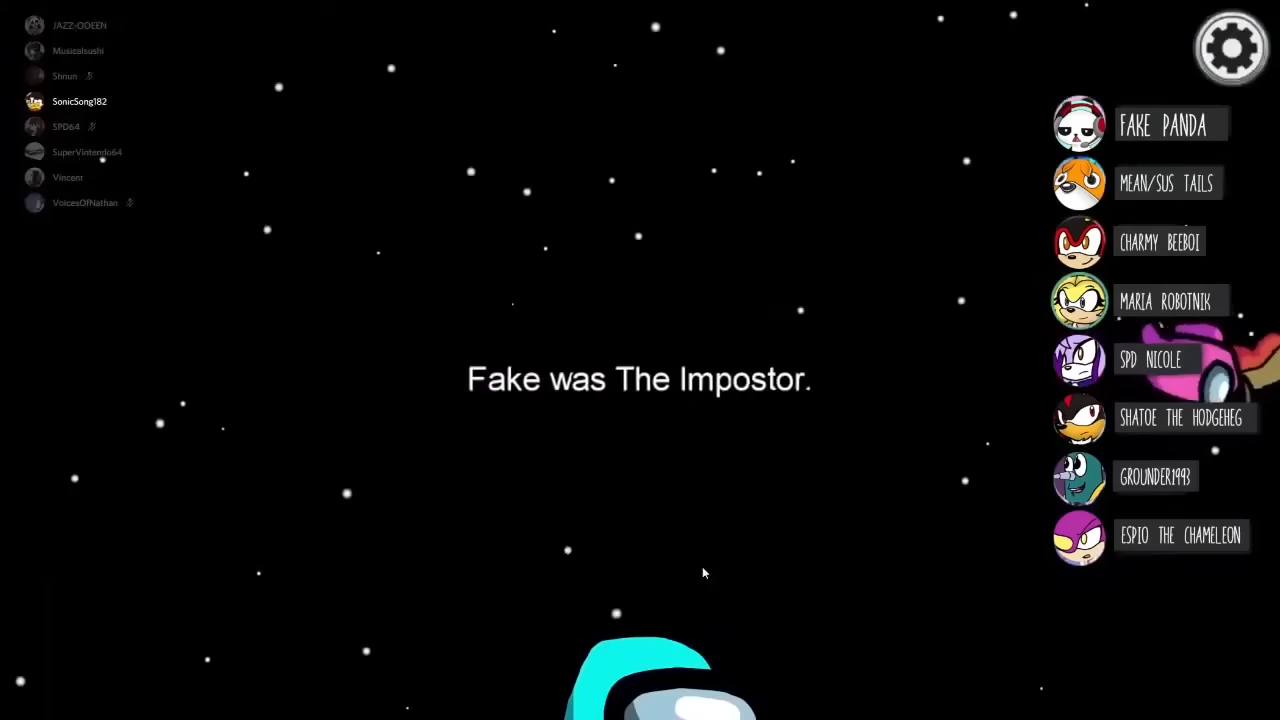 JAZZ-ODEEN
Musicalsushi
Shnun
SonicSong182
SPD64
SuperVintendo64
Vincent
VoicesOfNathan
Fake was The Impostor.
FAKE PANDA
MEAN/SUS TAILS
CHARMY BEEBOI
MARIA ROBOTNIK
SPD NICOLE
SHATOE THE HODGEHEG
GROUNDER1993
ESPIO THE CHAMELEON